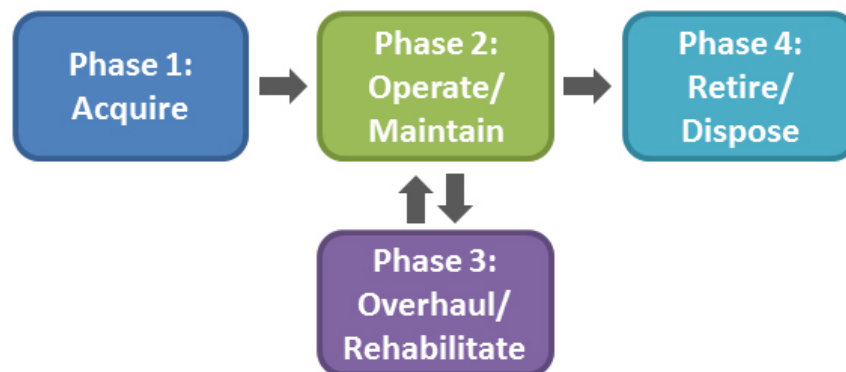 Phase 1:
Acquire
Phase 2:
Operate/
Maintain
Phase 4:
Retire/
Dispose
Phase 3:
Overhaul/
Rehabilitate